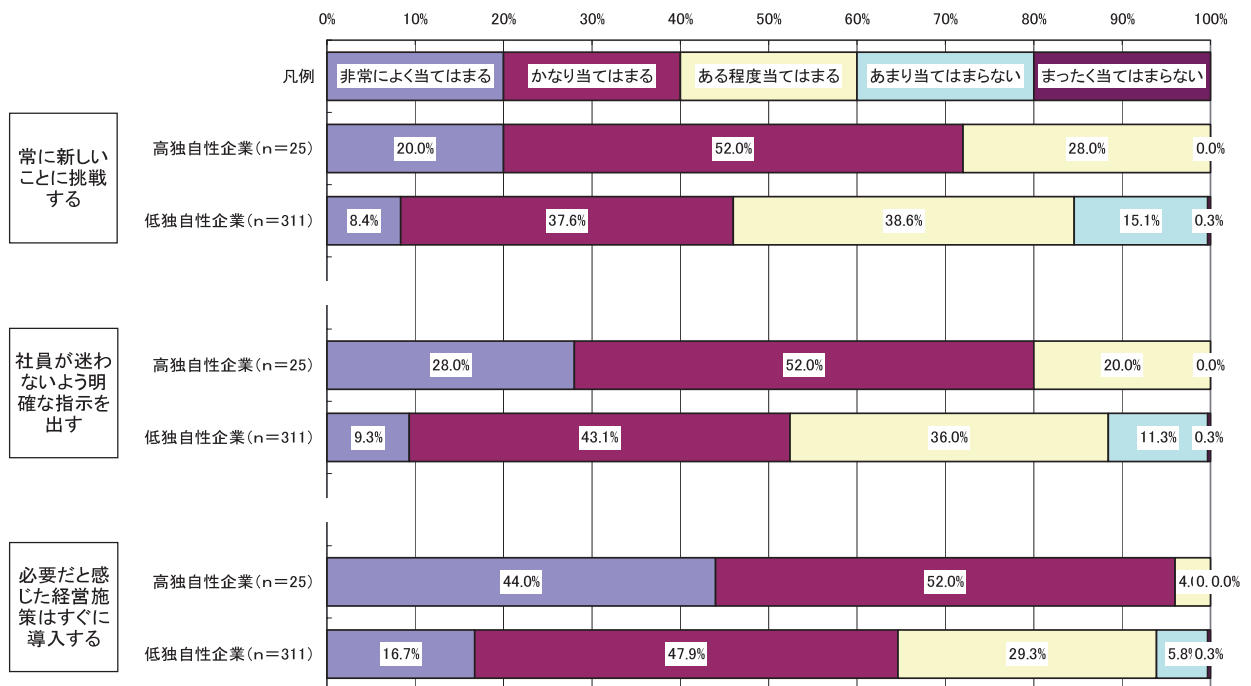 0% 10% 20% 30% 40% 50% 60% 70% 80% 90% 100%
凡例 非常によく当てはまる かなり当てはまる ある程度当てはまる あまり当てはまらない まったく当てはまらない
常に新しい
ことに挑戦
する
高独自性企業(n=25) 20.0% 52.0% 28.0% 0.0%
低独自性企業(n=311) 8.4% 37.6% 38.6% 15.1% 0.3%
社員が迷わ
ないよう明
確な指示を
出す
高独自性企業(n=25) 28.0% 52.0% 20.0% 0.0%
低独自性企業(n=311) 9.3% 43.1% 36.0% 11.3% 0.3%
必要だと感
じた経営施
策はすぐに
導入する
高独自性企業(n=25) 44.0% 52.0% 0.0%
低独自性企業(n=311) 16.7% 47.9% 29.3% 5.8% 0.3%